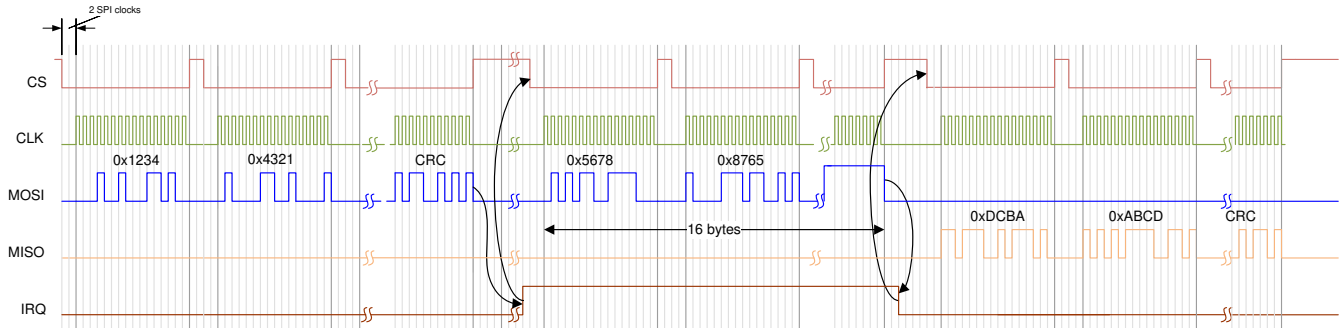 2 SPI clocks
CS
CLK
0x1234 0x4321 CRC 0x5678 0x8765
MOSI
16 bytes
0xDCBA 0xABCD CRC
MISO
IRQ